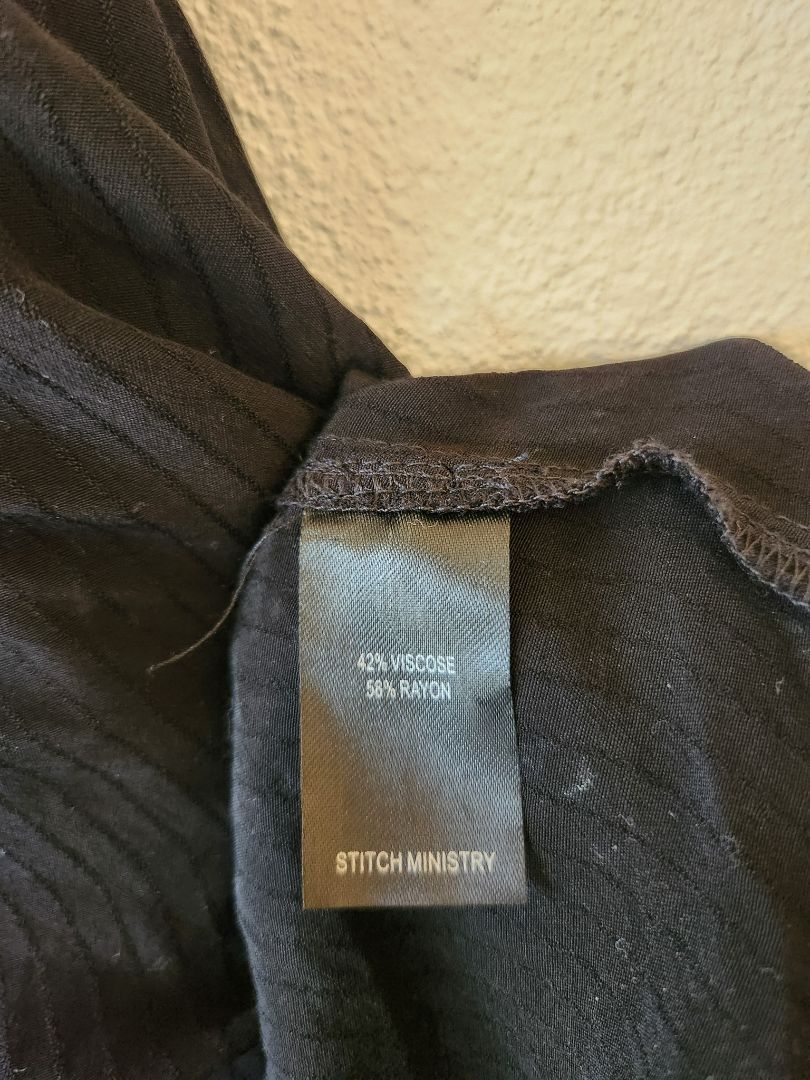 42% VISCOSE
58% RAYON
STITCH MINISTRY